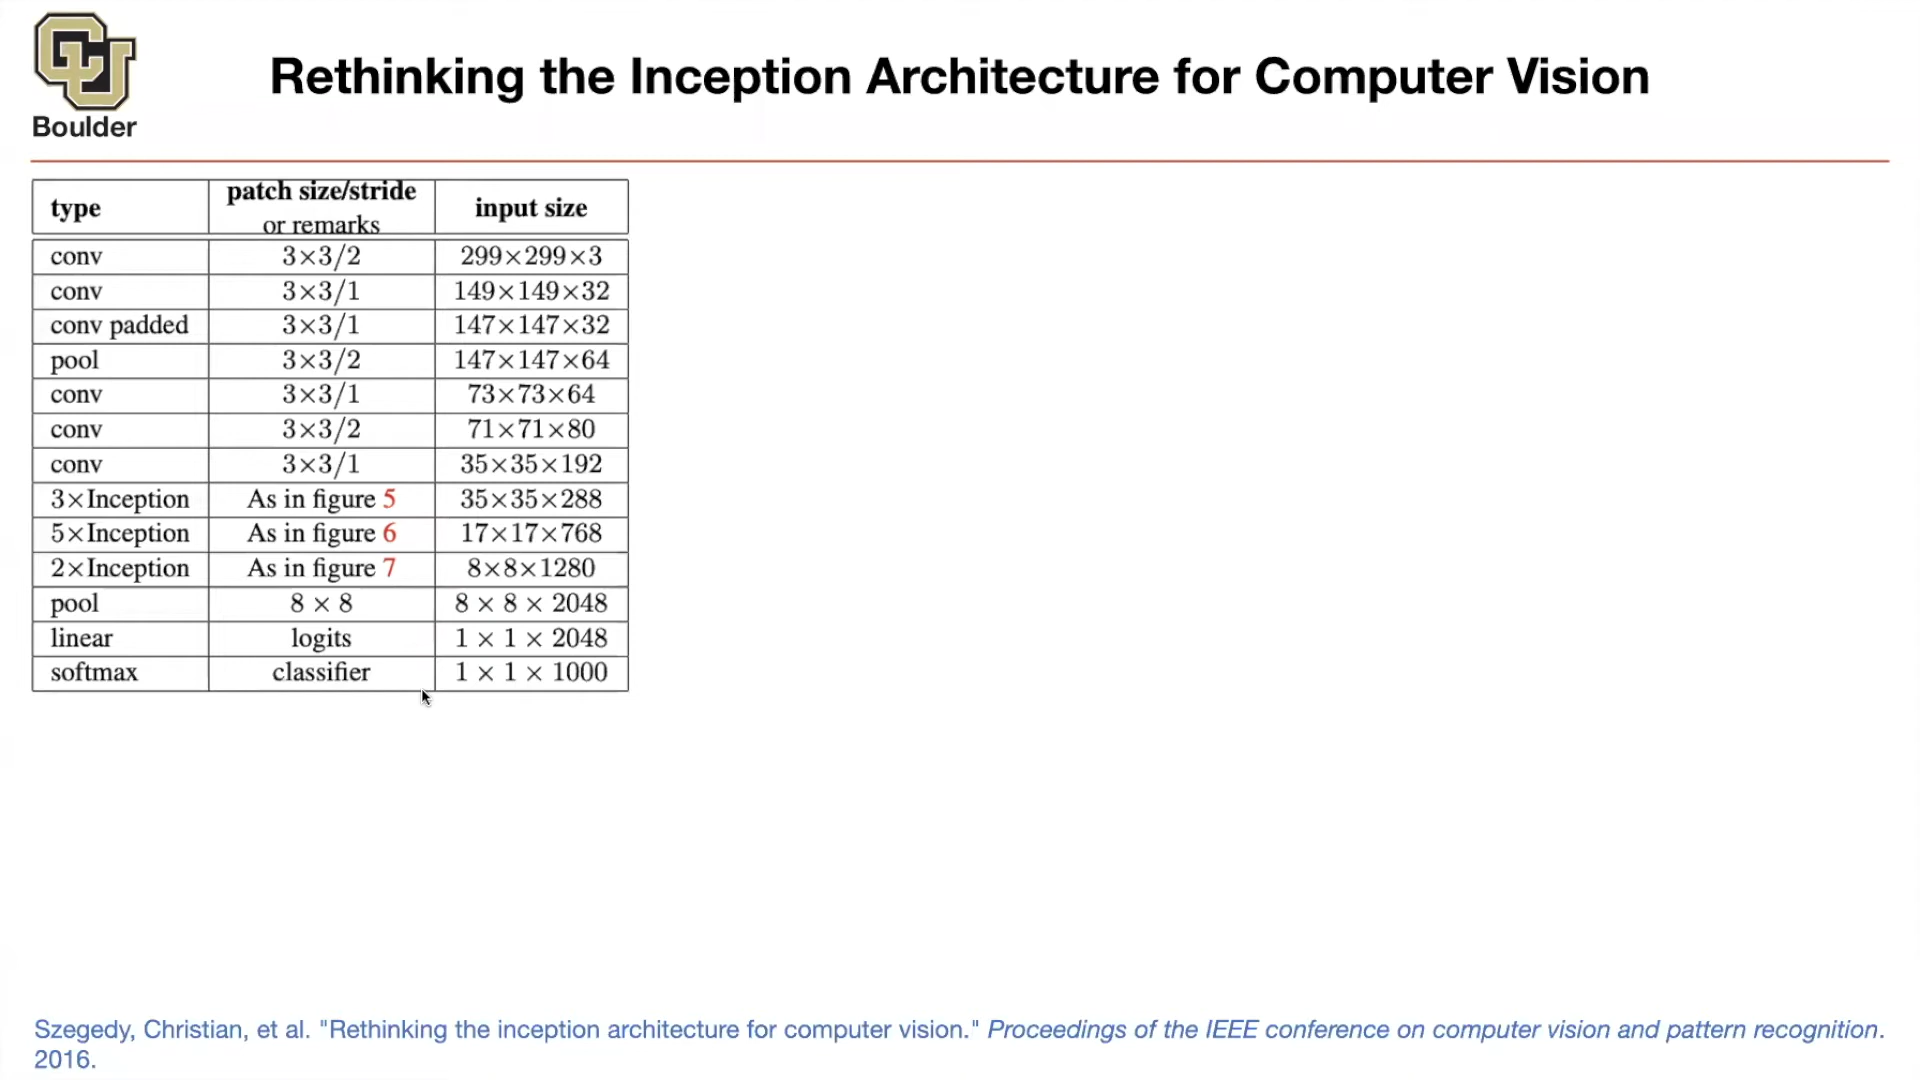 CU
Boulder
Rethinking the Inception Architecture for Computer Vision
type | patch size/stride or remarks | input size
conv | 3×3/2 | 299×299×3
conv | 3×3/1 | 149×149×32
conv padded | 3×3/1 | 147×147×32
pool | 3×3/2 | 147×147×64
conv | 3×3/1 | 73×73×64
conv | 3×3/2 | 71×71×80
conv | 3×3/1 | 35×35×192
3×Inception | As in figure 5 | 35×35×288
5×Inception | As in figure 6 | 17×17×768
2×Inception | As in figure 7 | 8×8×1280
pool | 8 × 8 | 8 × 8 × 2048
linear | logits | 1 × 1 × 2048
softmax | classifier | 1 × 1 × 1000
Szegedy, Christian, et al. "Rethinking the inception architecture for computer vision." Proceedings of the IEEE conference on computer vision and pattern recognition.
2016.